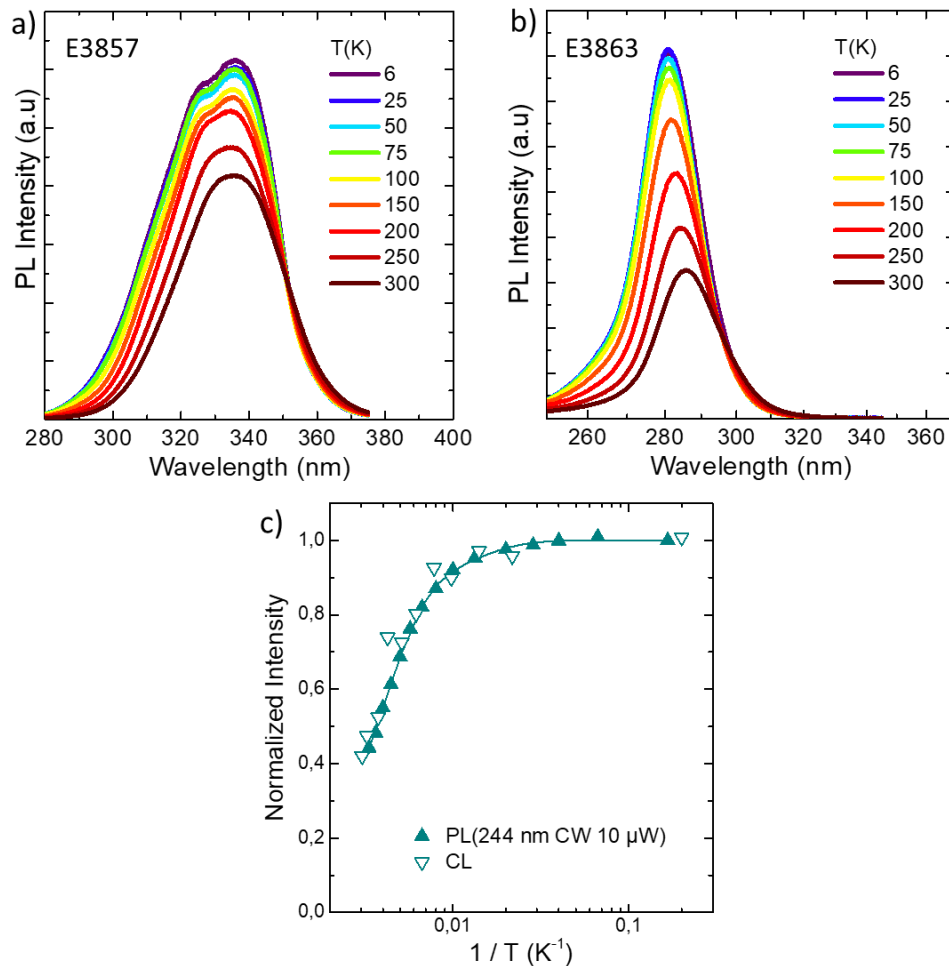 a)
E3857
T(K)
6
25
50
75
100
150
200
250
300
PL Intensity (a.u)
280 300 320 340 360 380 400
Wavelength (nm)
b)
E3863
T(K)
6
25
50
75
100
150
200
250
300
PL Intensity (a.u)
260 280 300 320 340 360
Wavelength (nm)
c)
1,0
0,8
0,6
0,4
0,2
0,0
Normalized Intensity
PL(244 nm CW 10 µW)
CL
0,01 0,1
1 / T (K⁻¹)